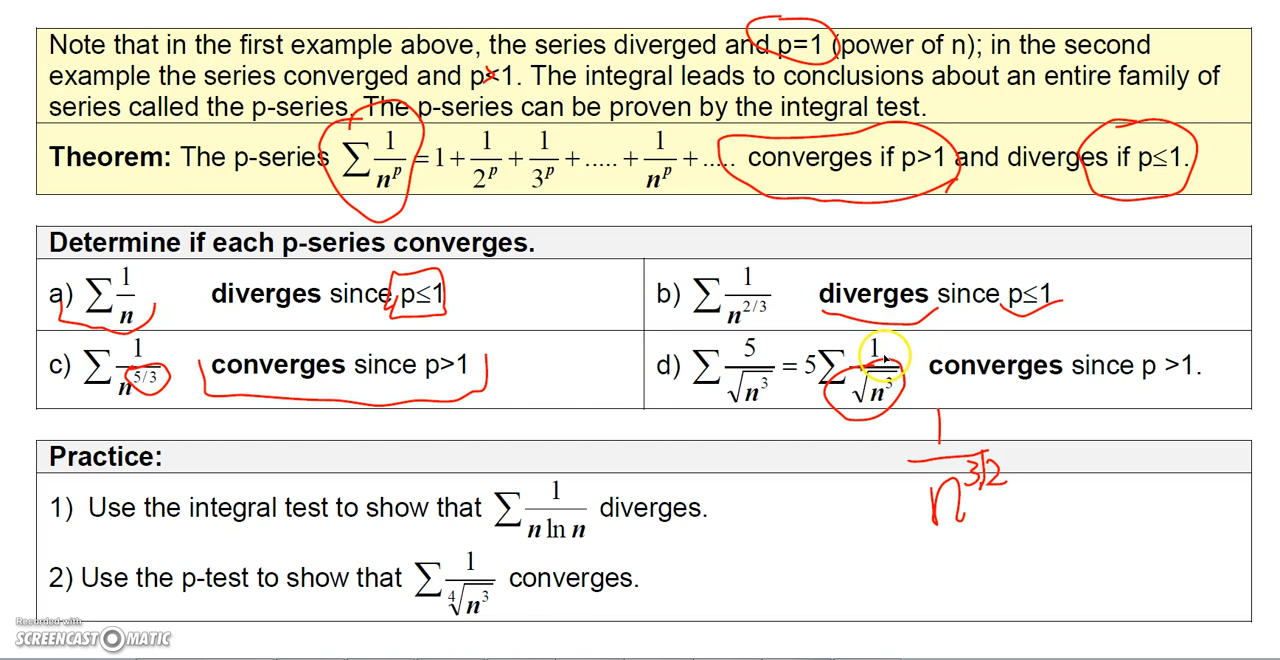 Note that in the first example above, the series diverged and p=1 (power of n); in the second
example the series converged and p>1. The integral leads to conclusions about an entire family of
series called the p-series. The p-series can be proven by the integral test.
Theorem: The p-series ∑ 1/n^p = 1 + 1/2^p + 1/3^p + ..... + 1/n^p + ..... converges if p>1 and diverges if p≤1.
Determine if each p-series converges.
a) ∑ 1/n diverges since p≤1
b) ∑ 1/n^(2/3) diverges since p≤1
c) ∑ 1/n^(5/3) converges since p>1
d) ∑ 5/√(n^3) = 5∑ 1/√(n^3) converges since p >1.
1/n^(3/2)
Practice:
1) Use the integral test to show that ∑ 1/(n ln n) diverges.
2) Use the p-test to show that ∑ 1/∜(n^3) converges.
Recorded with
SCREENCAST-O-MATIC